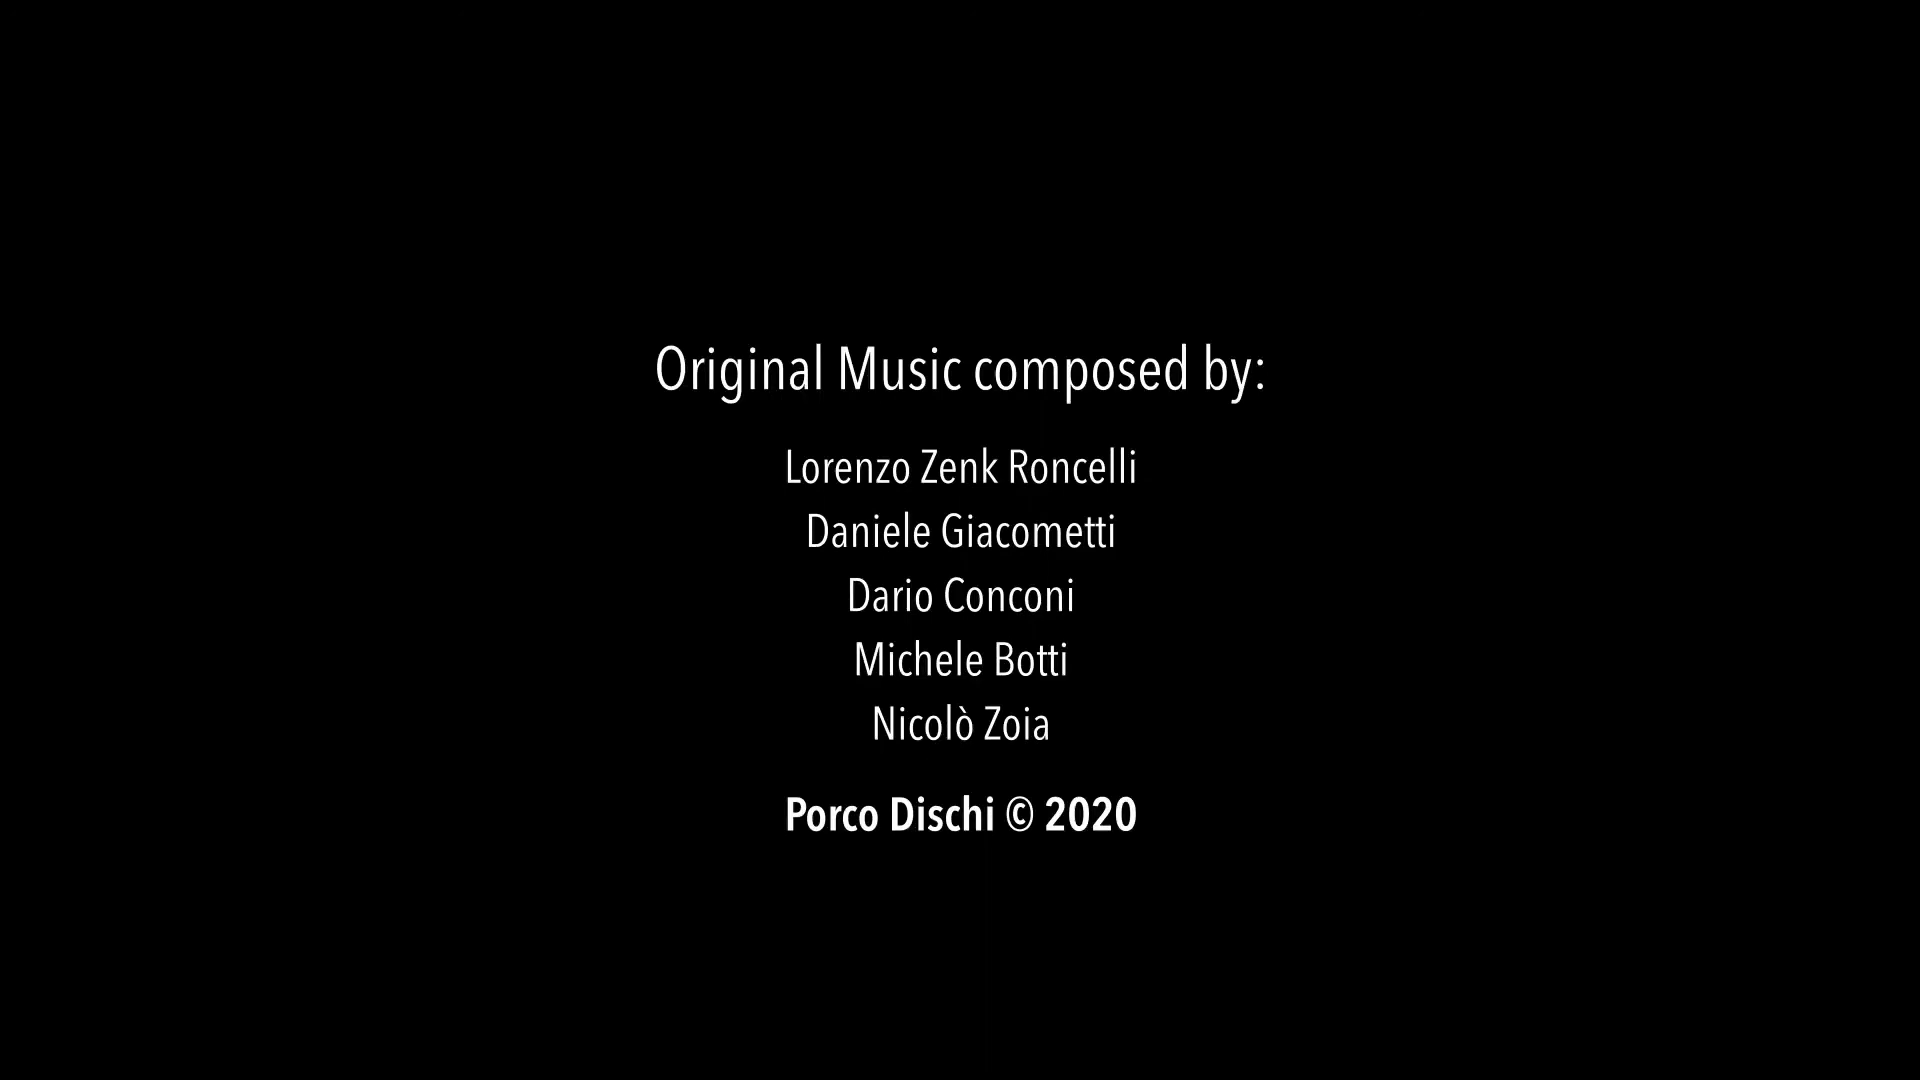 Original Music composed by:
Lorenzo Zenk Roncelli
Daniele Giacometti
Dario Conconi
Michele Botti
Nicolò Zoia
Porco Dischi © 2020